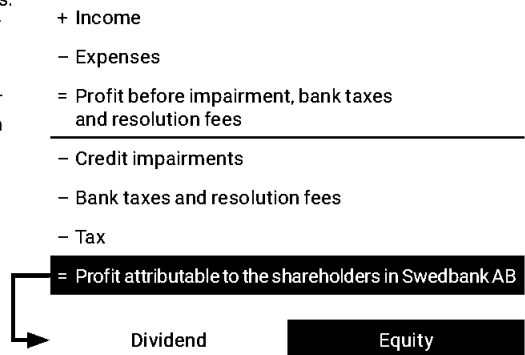 s.
+ Income
– Expenses
= Profit before impairment, bank taxes
and resolution fees
– Credit impairments
– Bank taxes and resolution fees
– Tax
= Profit attributable to the shareholders in Swedbank AB
Dividend Equity